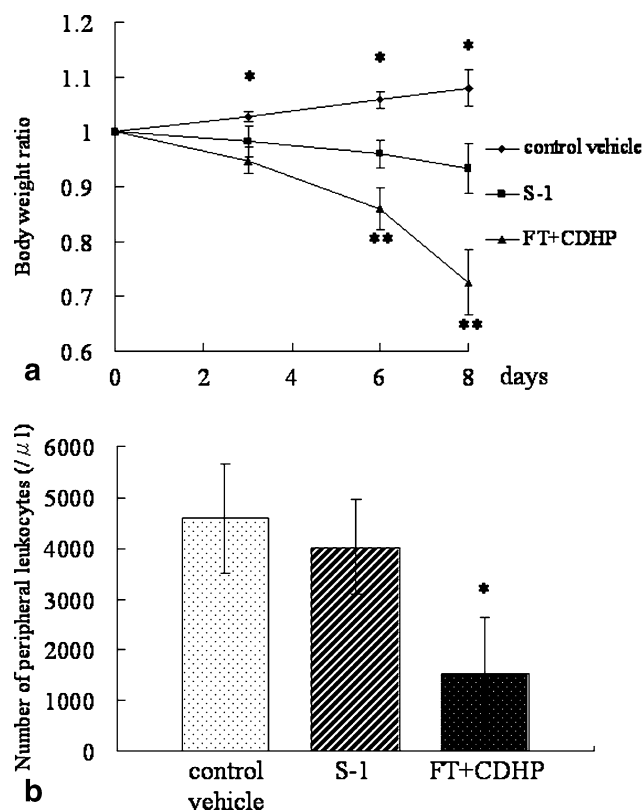 Body weight ratio
1.2
1.1
1
0.9
0.8
0.7
0.6
*
*
*
**
**
control vehicle
S-1
FT+CDHP
0 2 4 6 8 days
a
Number of peripheral leukocytes (/μl)
6000
5000
4000
3000
2000
1000
0
*
control
vehicle
S-1
FT+CDHP
b